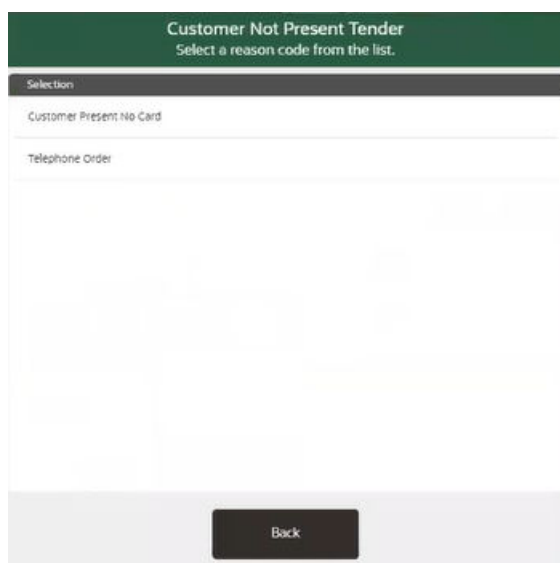 Customer Not Present Tender
Select a reason code from the list.
Selection
Customer Present No Card
Telephone Order
Back